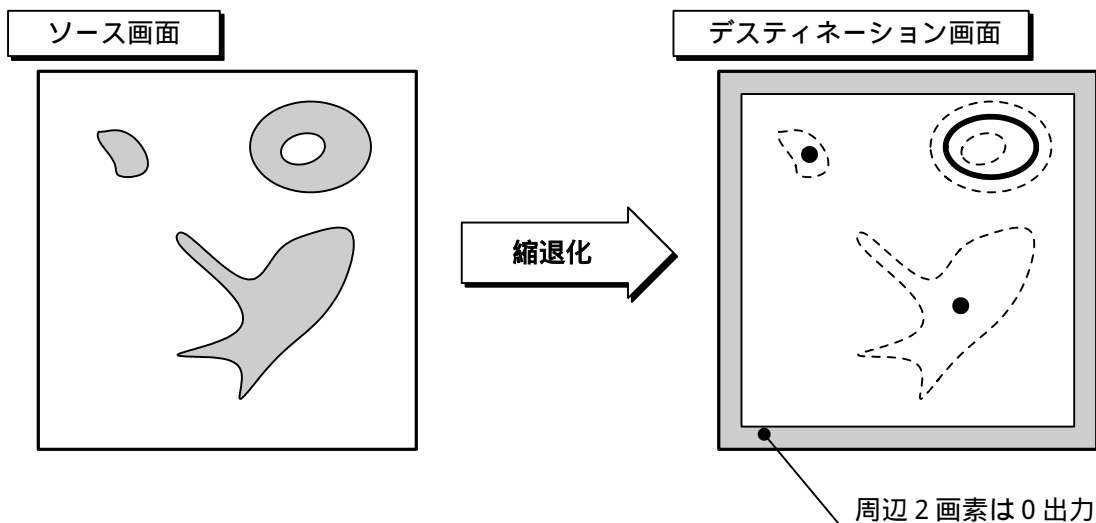 ソース画面
デスティネーション画面
縮退化
周辺2画素は0出力